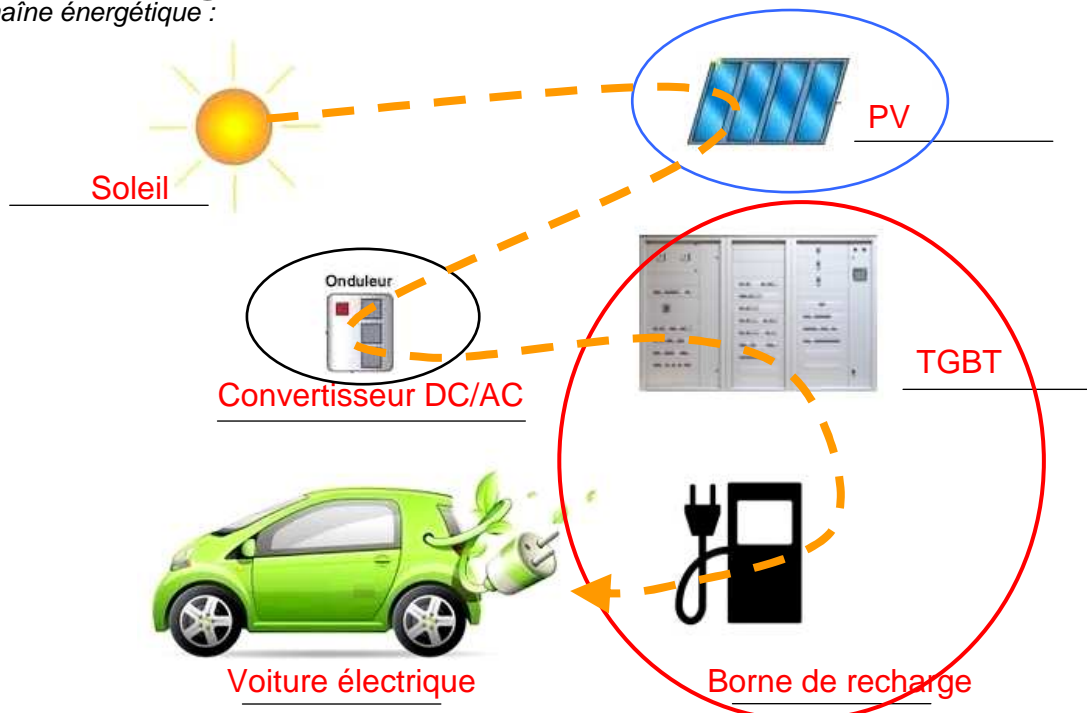 aîne énergétique :
PV
Soleil
Onduleur
TGBT
Convertisseur DC/AC
Voiture électrique
Borne de recharge